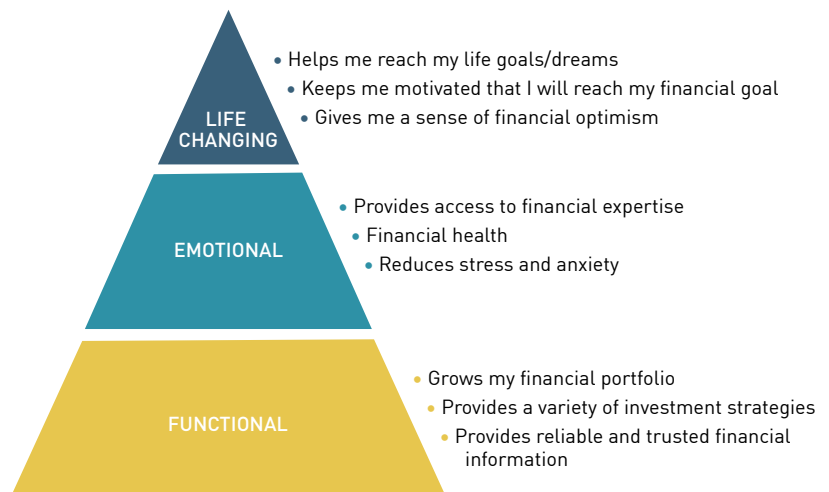 • Helps me reach my life goals/dreams
• Keeps me motivated that I will reach my financial goal
• Gives me a sense of financial optimism
LIFE
CHANGING
• Provides access to financial expertise
• Financial health
• Reduces stress and anxiety
EMOTIONAL
• Grows my financial portfolio
• Provides a variety of investment strategies
• Provides reliable and trusted financial
information
FUNCTIONAL